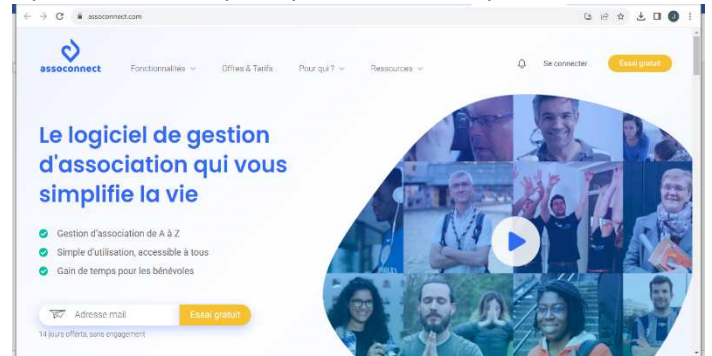 assoconnect.com
J
assoconnect
Fonctionnalités
Offres & Tarifs
Pour qui ?
Ressources
Se connecter
Essai gratuit
Le logiciel de gestion
d'association qui vous
simplifie la vie
Gestion d'association de A à Z
Simple d'utilisation, accessible à tous
Gain de temps pour les bénévoles
Adresse mail
Essai gratuit
14 jours offerts, sans engagement